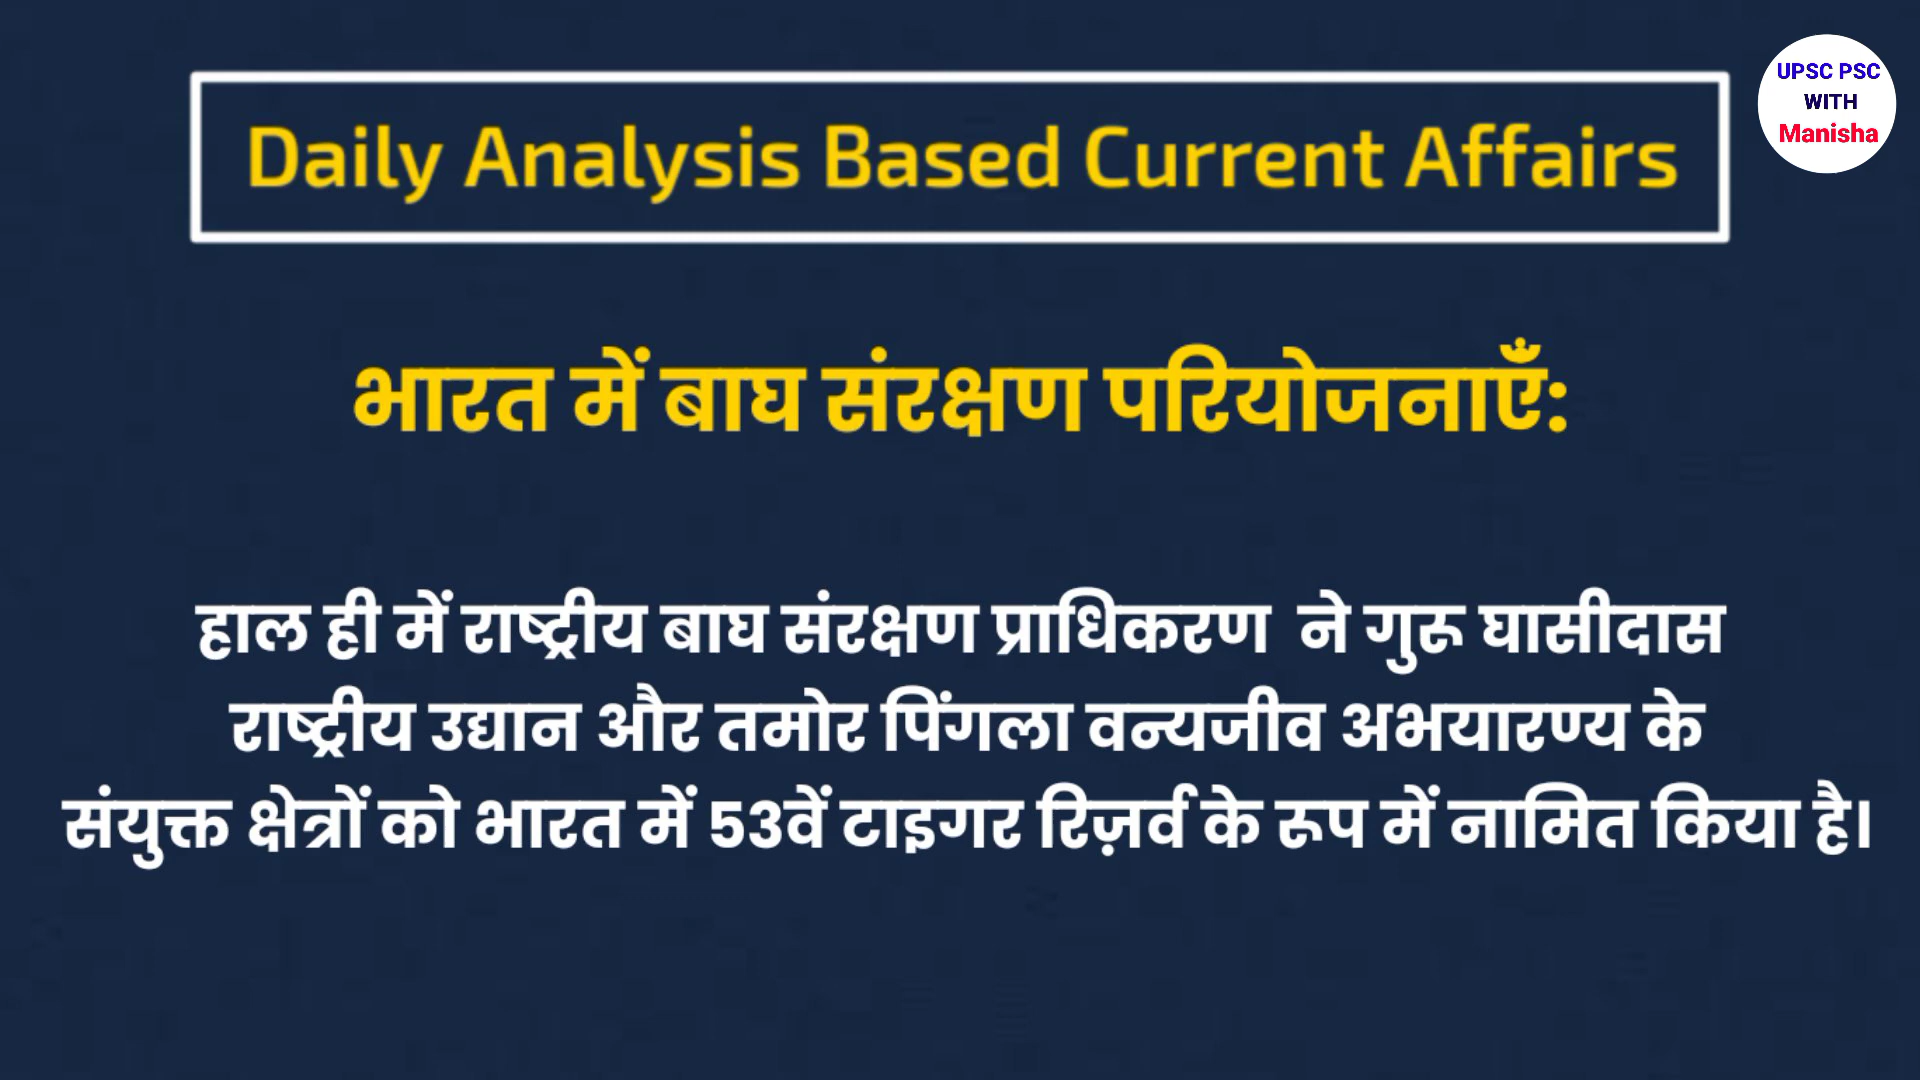 UPSC PSC
WITH
Manisha
Daily Analysis Based Current Affairs
भारत में बाघ संरक्षण परियोजनाएँ:
हाल ही में राष्ट्रीय बाघ संरक्षण प्राधिकरण ने गुरू घासीदास
राष्ट्रीय उद्यान और तमोर पिंगला वन्यजीव अभयारण्य के
संयुक्त क्षेत्रों को भारत में 53वें टाइगर रिज़र्व के रूप में नामित किया है।